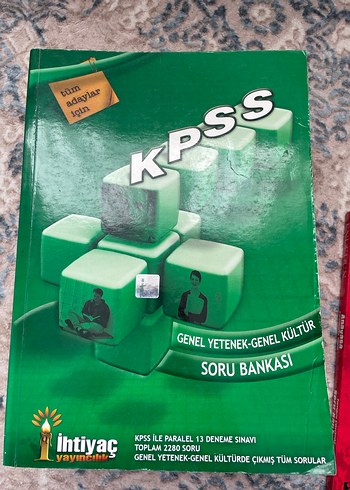 tüm
adaylar
için
KPSS
GENEL YETENEK-GENEL KÜLTÜR
SORU BANKASI
ihtiyaç
yayıncılık
KPSS İLE PARALEL 13 DENEME SINAVI
TOPLAM 2280 SORU
GENEL YETENEK-GENEL KÜLTÜRDE ÇIKMIŞ TÜM SORULAR